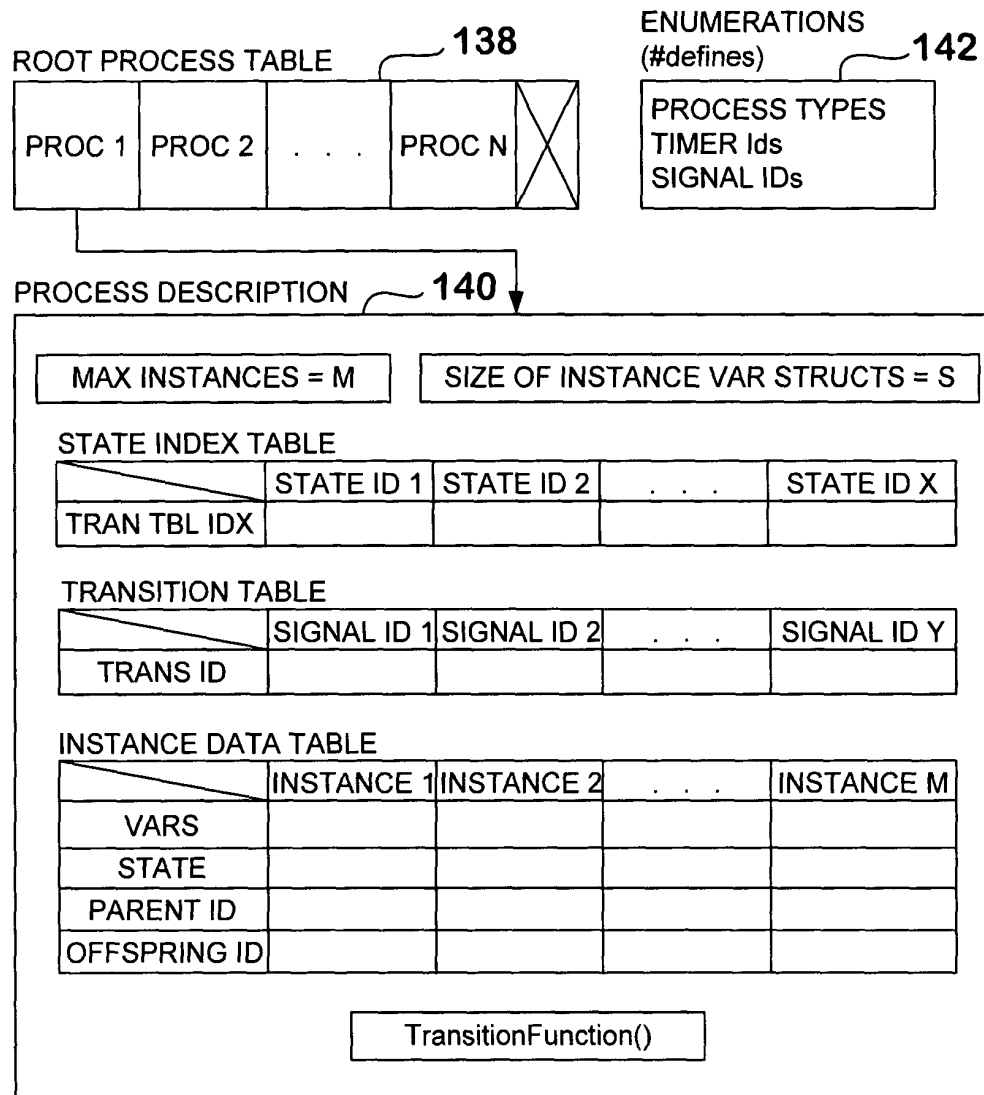 ROOT PROCESS TABLE 138
PROC 1 PROC 2 . . . PROC N
ENUMERATIONS
(#defines) 142
PROCESS TYPES
TIMER Ids
SIGNAL IDs
PROCESS DESCRIPTION 140
MAX INSTANCES = M SIZE OF INSTANCE VAR STRUCTS = S
STATE INDEX TABLE
STATE ID 1 STATE ID 2 . . . STATE ID X
TRAN TBL IDX
TRANSITION TABLE
SIGNAL ID 1 SIGNAL ID 2 . . . SIGNAL ID Y
TRANS ID
INSTANCE DATA TABLE
INSTANCE 1 INSTANCE 2 . . . INSTANCE M
VARS
STATE
PARENT ID
OFFSPRING ID
TransitionFunction()